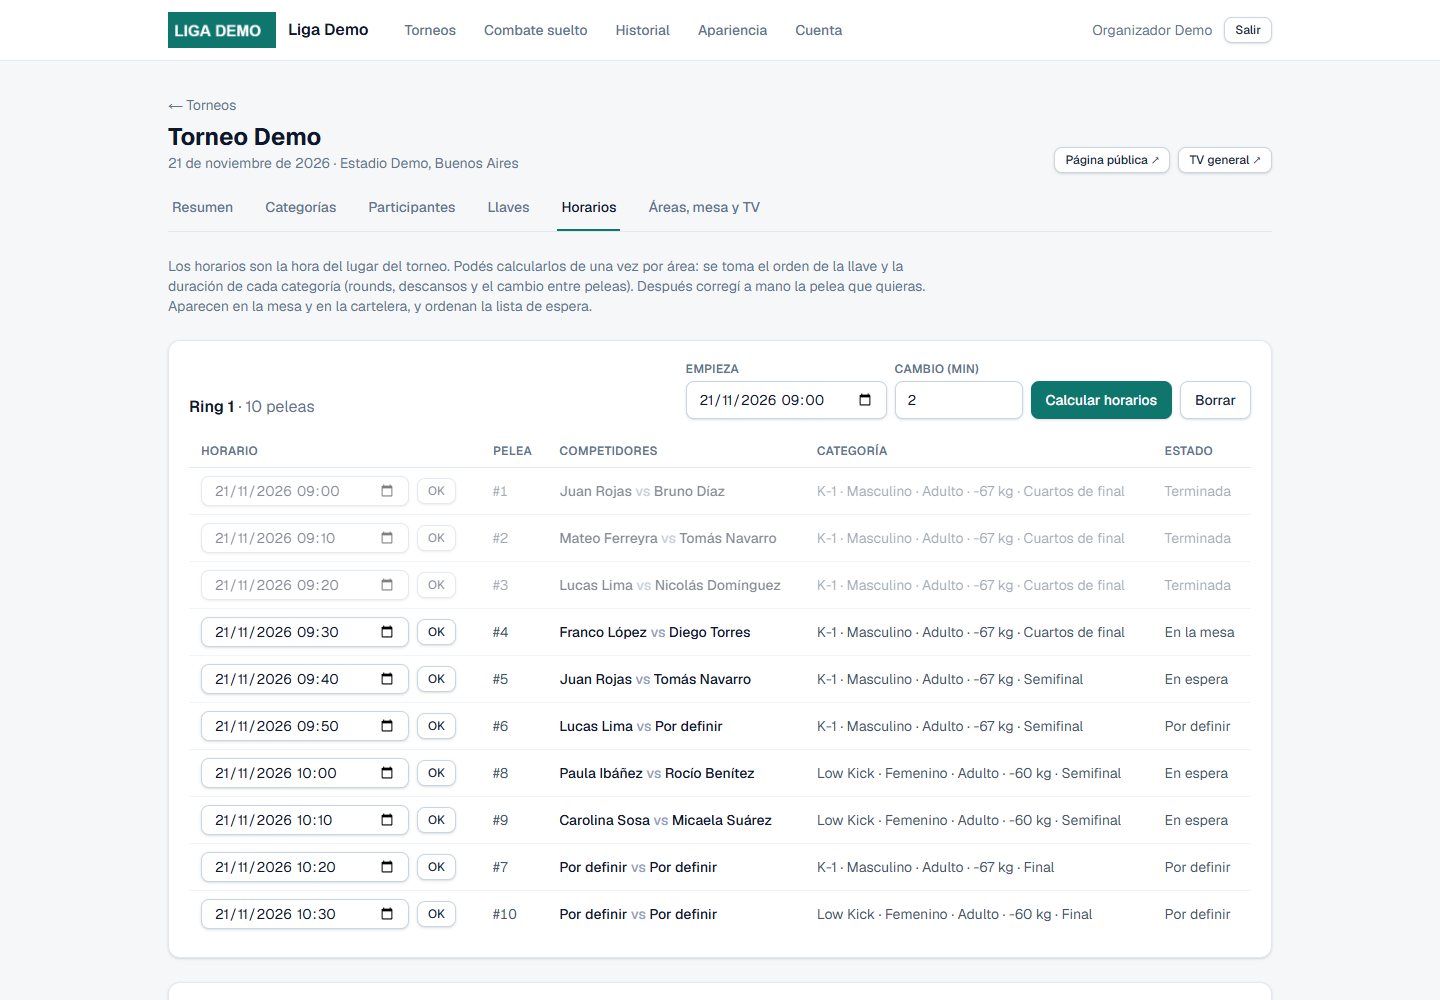 LIGA DEMO Liga Demo Torneos Combate suelto Historial Apariencia Cuenta Organizador Demo Salir
← Torneos
Torneo Demo
21 de noviembre de 2026 · Estadio Demo, Buenos Aires
Página pública ↗ TV general ↗
Resumen Categorías Participantes Llaves Horarios Áreas, mesa y TV
Los horarios son la hora del lugar del torneo. Podés calcularlos de una vez por área: se toma el orden de la llave y la
duración de cada categoría (rounds, descansos y el cambio entre peleas). Después corregí a mano la pelea que quieras.
Aparecen en la mesa y en la cartelera, y ordenan la lista de espera.
EMPIEZA CAMBIO (MIN)
Ring 1 · 10 peleas 21/11/2026 09:00 2 Calcular horarios Borrar
HORARIO PELEA COMPETIDORES CATEGORÍA ESTADO
21/11/2026 09:00 OK #1 Juan Rojas vs Bruno Díaz K-1 · Masculino · Adulto · -67 kg · Cuartos de final Terminada
21/11/2026 09:10 OK #2 Mateo Ferreyra vs Tomás Navarro K-1 · Masculino · Adulto · -67 kg · Cuartos de final Terminada
21/11/2026 09:20 OK #3 Lucas Lima vs Nicolás Domínguez K-1 · Masculino · Adulto · -67 kg · Cuartos de final Terminada
21/11/2026 09:30 OK #4 Franco López vs Diego Torres K-1 · Masculino · Adulto · -67 kg · Cuartos de final En la mesa
21/11/2026 09:40 OK #5 Juan Rojas vs Tomás Navarro K-1 · Masculino · Adulto · -67 kg · Semifinal En espera
21/11/2026 09:50 OK #6 Lucas Lima vs Por definir K-1 · Masculino · Adulto · -67 kg · Semifinal Por definir
21/11/2026 10:00 OK #8 Paula Ibáñez vs Rocío Benítez Low Kick · Femenino · Adulto · -60 kg · Semifinal En espera
21/11/2026 10:10 OK #9 Carolina Sosa vs Micaela Suárez Low Kick · Femenino · Adulto · -60 kg · Semifinal En espera
21/11/2026 10:20 OK #7 Por definir vs Por definir K-1 · Masculino · Adulto · -67 kg · Final Por definir
21/11/2026 10:30 OK #10 Por definir vs Por definir Low Kick · Femenino · Adulto · -60 kg · Final Por definir